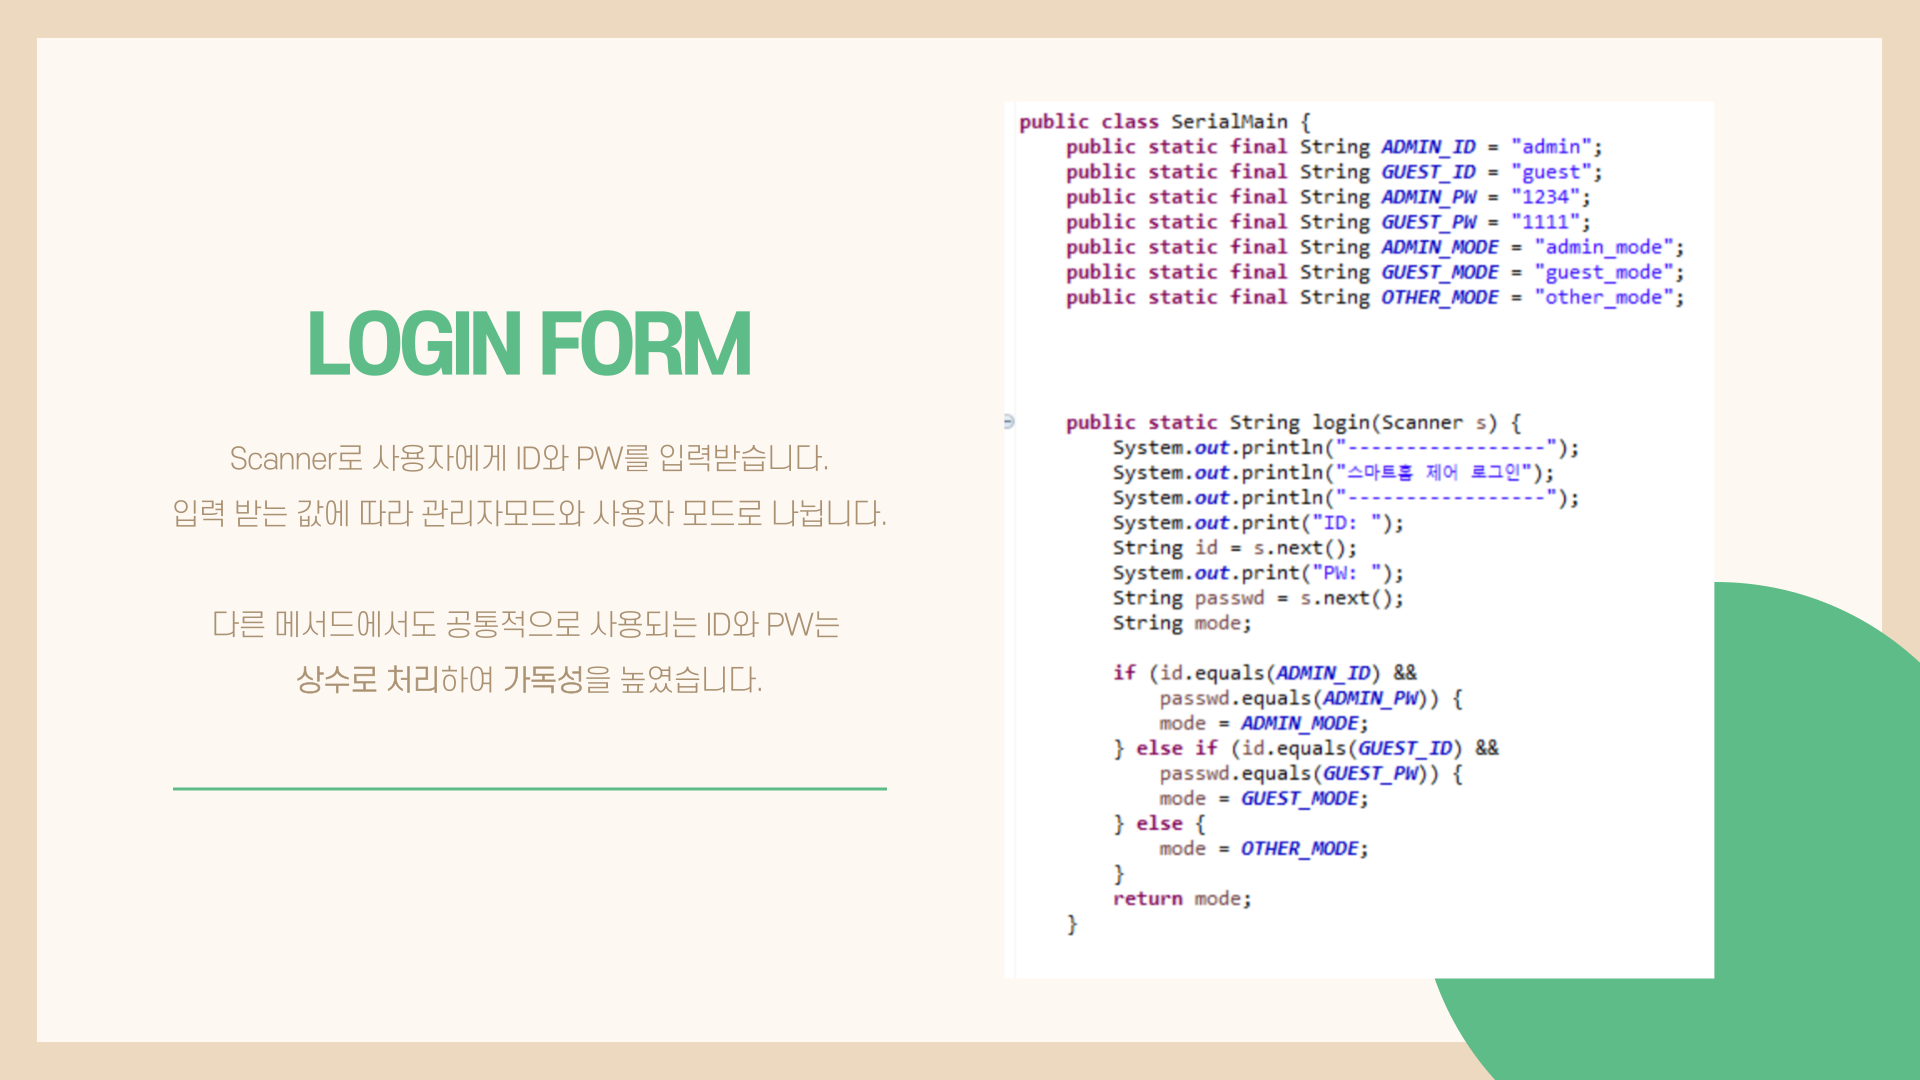 LOGIN FORM
Scanner로 사용자에게 ID와 PW를 입력받습니다.
입력 받는 값에 따라 관리자모드와 사용자 모드로 나뉩니다.
다른 메서드에서도 공통적으로 사용되는 ID와 PW는
상수로 처리하여 가독성을 높였습니다.
public class SerialMain {
    public static final String ADMIN_ID = "admin";
    public static final String GUEST_ID = "guest";
    public static final String ADMIN_PW = "1234";
    public static final String GUEST_PW = "1111";
    public static final String ADMIN_MODE = "admin_mode";
    public static final String GUEST_MODE = "guest_mode";
    public static final String OTHER_MODE = "other_mode";
    public static String login(Scanner s) {
        System.out.println("-----------------");
        System.out.println("스마트홈 제어 로그인");
        System.out.println("-----------------");
        System.out.print("ID: ");
        String id = s.next();
        System.out.print("PW: ");
        String passwd = s.next();
        String mode;
        if (id.equals(ADMIN_ID) &&
            passwd.equals(ADMIN_PW)) {
            mode = ADMIN_MODE;
        } else if (id.equals(GUEST_ID) &&
            passwd.equals(GUEST_PW)) {
            mode = GUEST_MODE;
        } else {
            mode = OTHER_MODE;
        }
        return mode;
    }